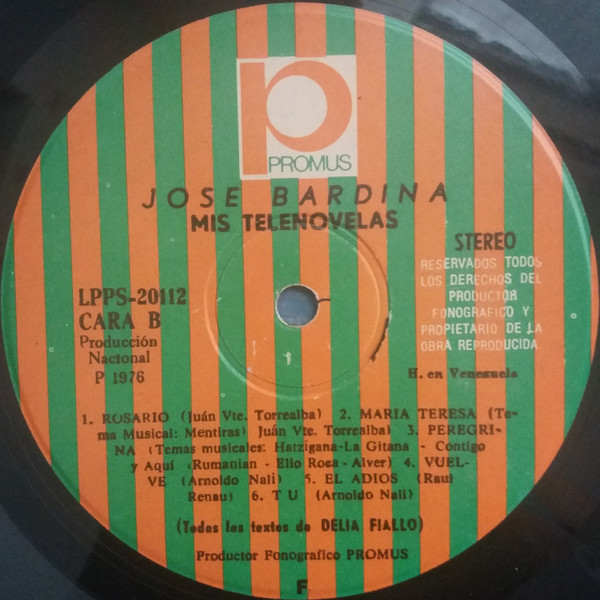 PROMUS
JOSE BARDINA
MIS TELENOVELAS
STEREO
RESERVADOS TODOS
LOS DERECHOS DEL
PRODUCTOR
FONOGRAFICO Y
PROPIETARIO DE LA
OBRA REPRODUCIDA
LPPS-20112
CARA B
Producción
Nacional
P 1976
H. en Venezuela
1. ROSARIO (Juán Vte. Torrealba) 2. MARIA TERESA (Te-
ma Musical: Mentiras) Juán Vte. Torrealba) 3. PEREGRI-
NA (Temas musicales: Hatzigana-La Gitana - Contigo
y Aquí (Rumanian - Elio Roca - Alver) 4. VUEL-
VE (Arnoldo Nali) 5. EL ADIOS (Raul
Renau) 6. TU (Arnoldo Nali)
(Todos los textos de DELIA FIALLO)
Productor Fonografico PROMUS
F